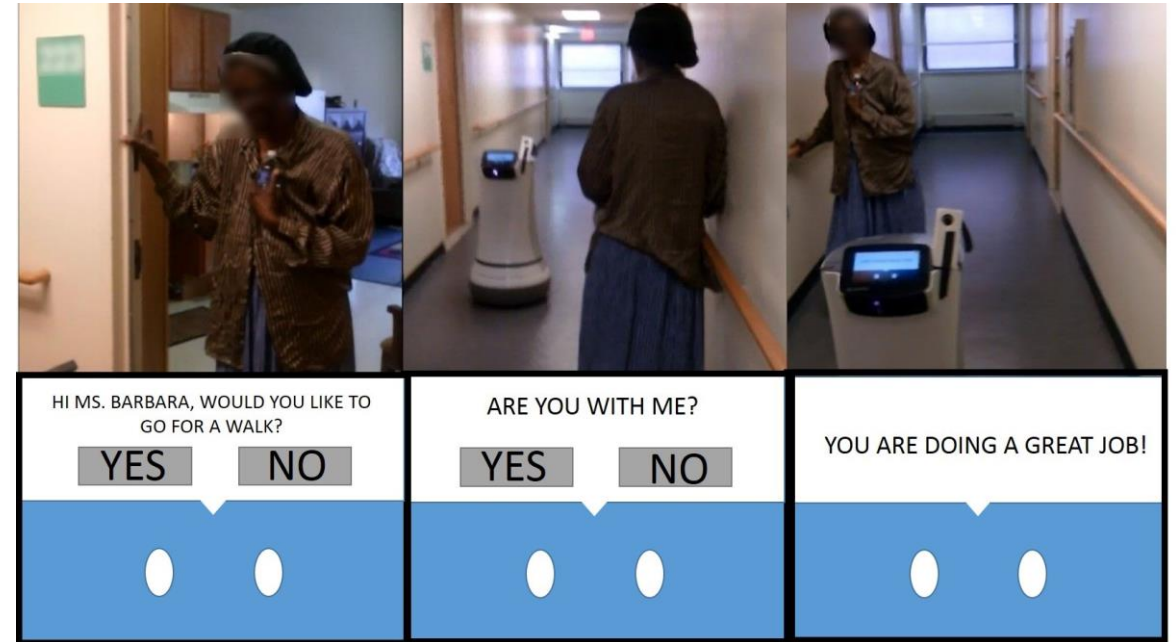 HI MS. BARBARA, WOULD YOU LIKE TO
GO FOR A WALK?
YES NO
ARE YOU WITH ME?
YES NO
YOU ARE DOING A GREAT JOB!